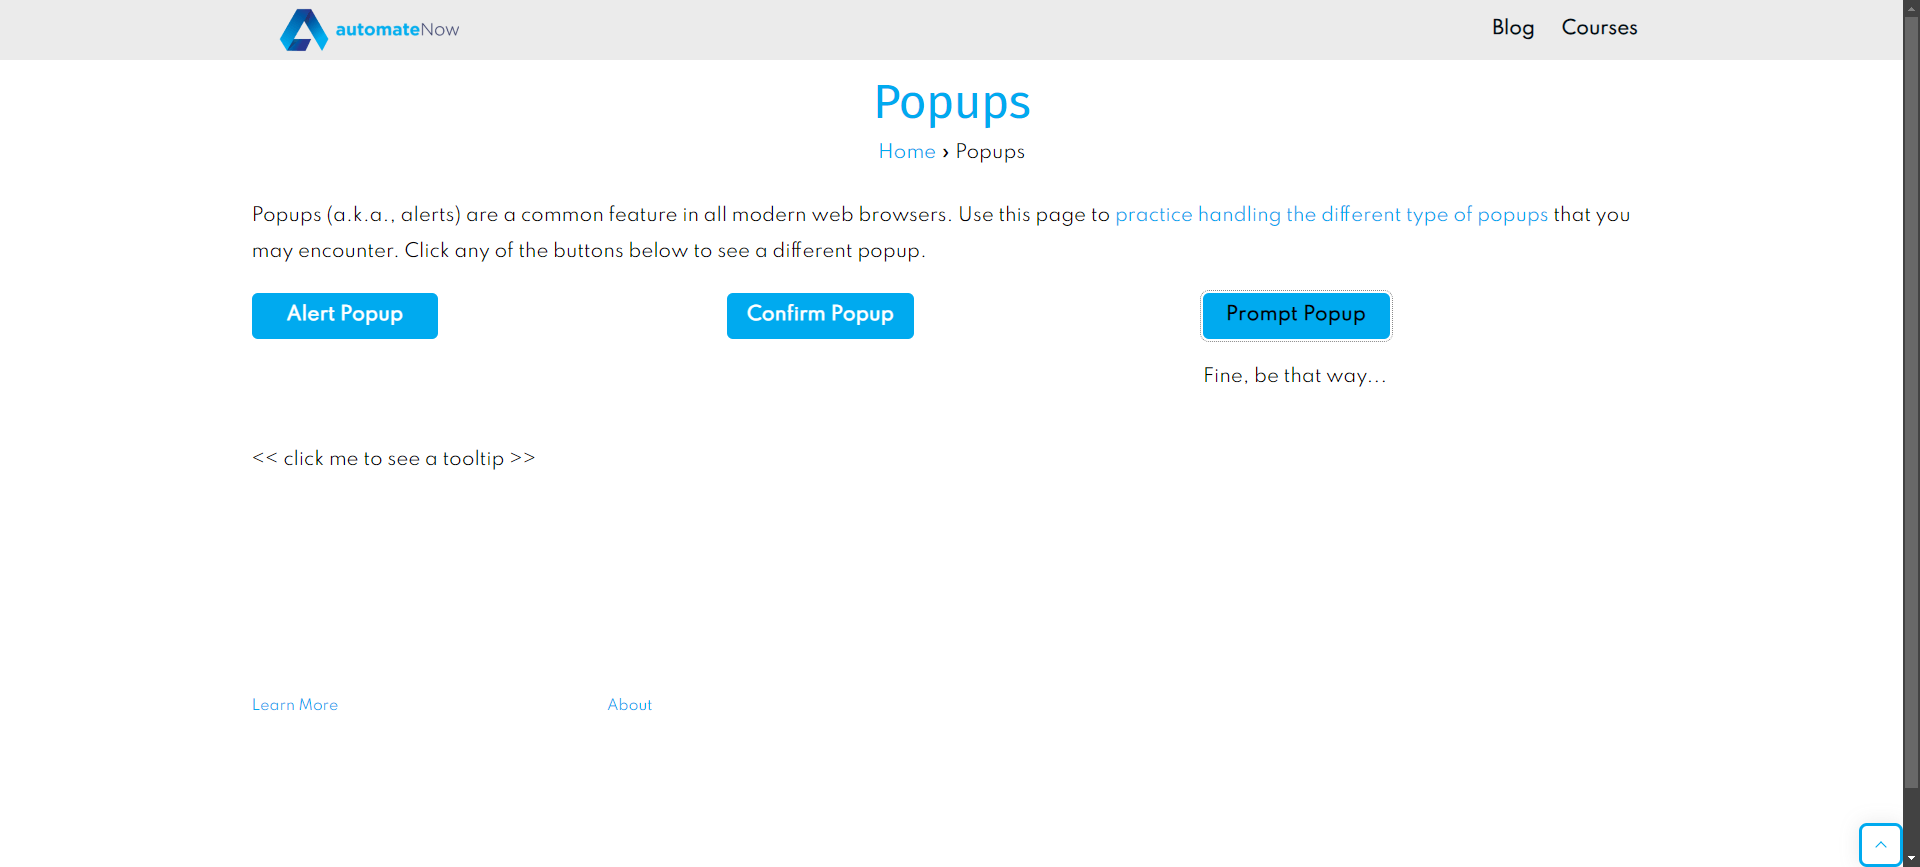 automateNow
Blog
Courses
Popups
Home › Popups
Popups (a.k.a., alerts) are a common feature in all modern web browsers. Use this page to practice handling the different type of popups that you
may encounter. Click any of the buttons below to see a different popup.
Alert Popup
Confirm Popup
Prompt Popup
Fine, be that way...
<< click me to see a tooltip >>
Learn More
About